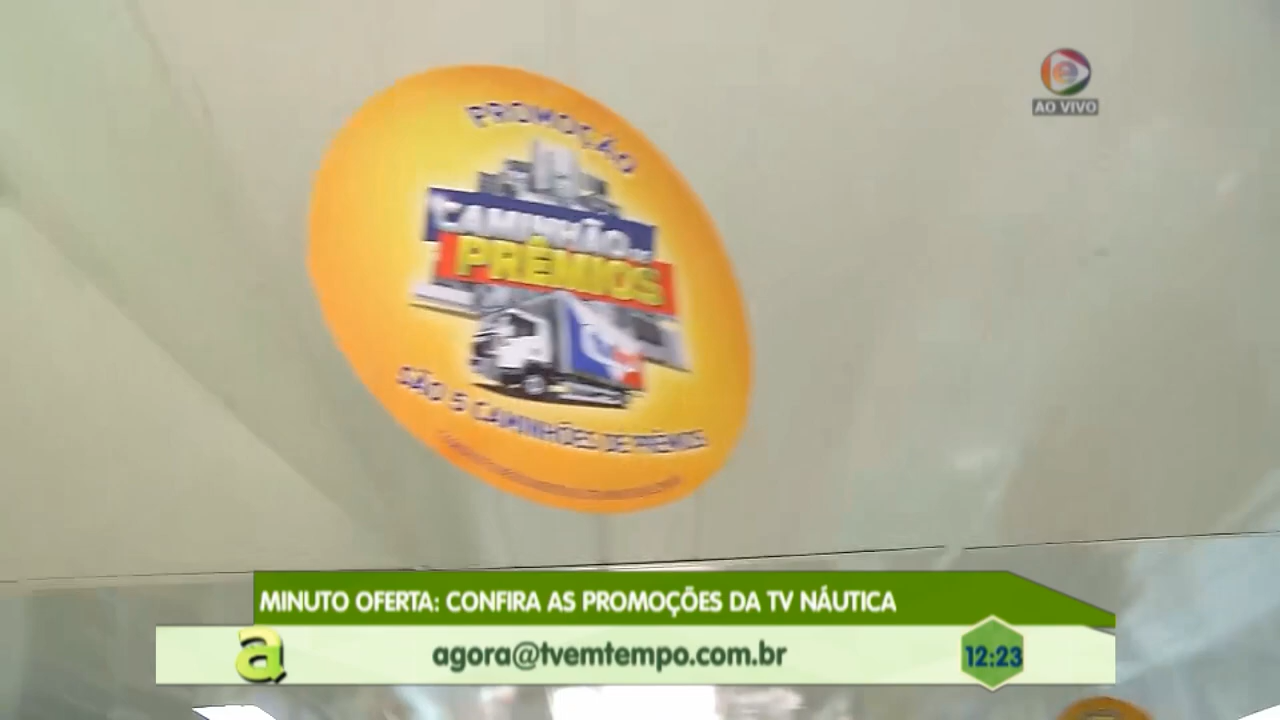 AO VIVO
PROMOÇÃO
CAMINHÃO DE
PRÊMIOS
SÃO 5 CAMINHÕES DE PRÊMIOS
MINUTO OFERTA: CONFIRA AS PROMOÇÕES DA TV NÁUTICA
a
agora@tvemtempo.com.br
12:23